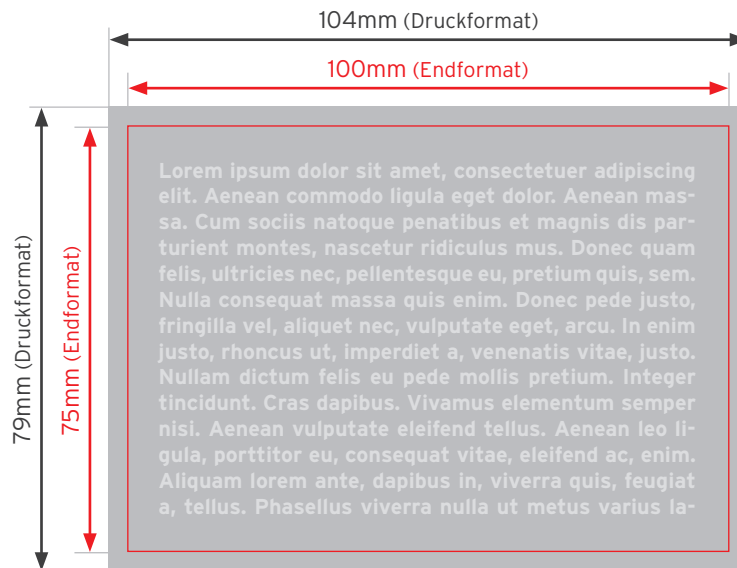 104mm (Druckformat)
100mm (Endformat)
79mm (Druckformat)
75mm (Endformat)
Lorem ipsum dolor sit amet, consectetuer adipiscing
elit. Aenean commodo ligula eget dolor. Aenean mas-
sa. Cum sociis natoque penatibus et magnis dis par-
turient montes, nascetur ridiculus mus. Donec quam
felis, ultricies nec, pellentesque eu, pretium quis, sem.
Nulla consequat massa quis enim. Donec pede justo,
fringilla vel, aliquet nec, vulputate eget, arcu. In enim
justo, rhoncus ut, imperdiet a, venenatis vitae, justo.
Nullam dictum felis eu pede mollis pretium. Integer
tincidunt. Cras dapibus. Vivamus elementum semper
nisi. Aenean vulputate eleifend tellus. Aenean leo li-
gula, porttitor eu, consequat vitae, eleifend ac, enim.
Aliquam lorem ante, dapibus in, viverra quis, feugiat
a, tellus. Phasellus viverra nulla ut metus varius la-